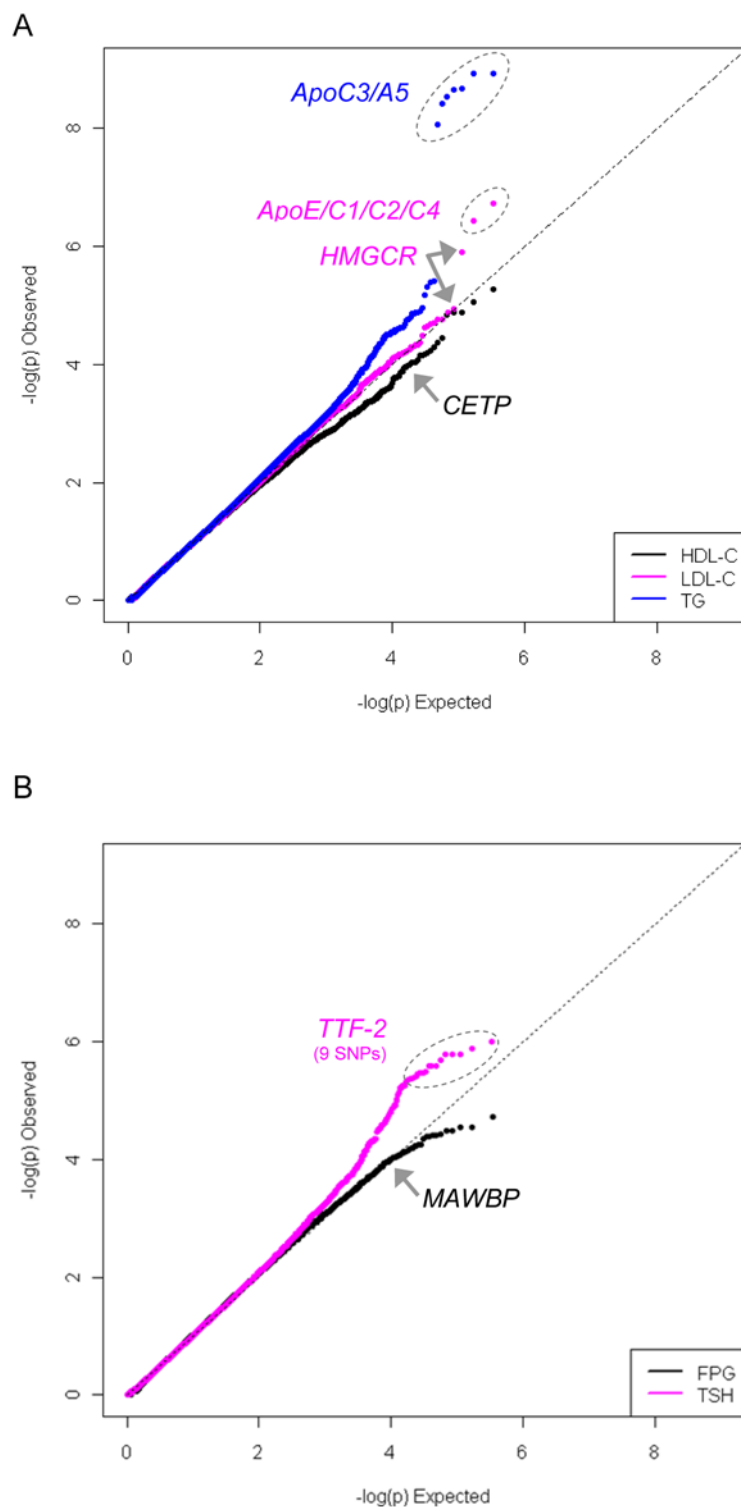 A
ApoC3/A5
ApoE/C1/C2/C4
HMGCR
CETP
-log(p) Observed
0
2
4
6
8
HDL-C
LDL-C
TG
0
2
4
6
8
-log(p) Expected
B
TTF-2
(9 SNPs)
MAWBP
-log(p) Observed
0
2
4
6
8
FPG
TSH
0
2
4
6
8
-log(p) Expected